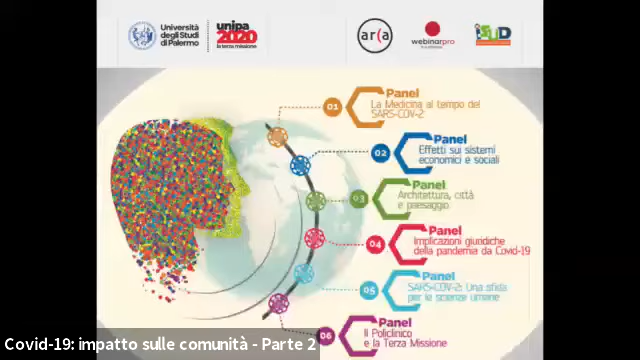 Università
degli Studi
di Palermo
unipa
2020
la terza missione
ar(a
webinarpro
SUD
01
Panel
La Medicina al tempo del
SARS-COV-2
02
Panel
Effetti sui sistemi
economici e sociali
03
Panel
Architettura, città
e paesaggio
04
Panel
Implicazioni giuridiche
della pandemia da Covid-19
05
Panel
SARS-COV-2: Una sfida
per le scienze umane
06
Panel
Il Policlinico
e la Terza Missione
Covid-19: impatto sulle comunità - Parte 2